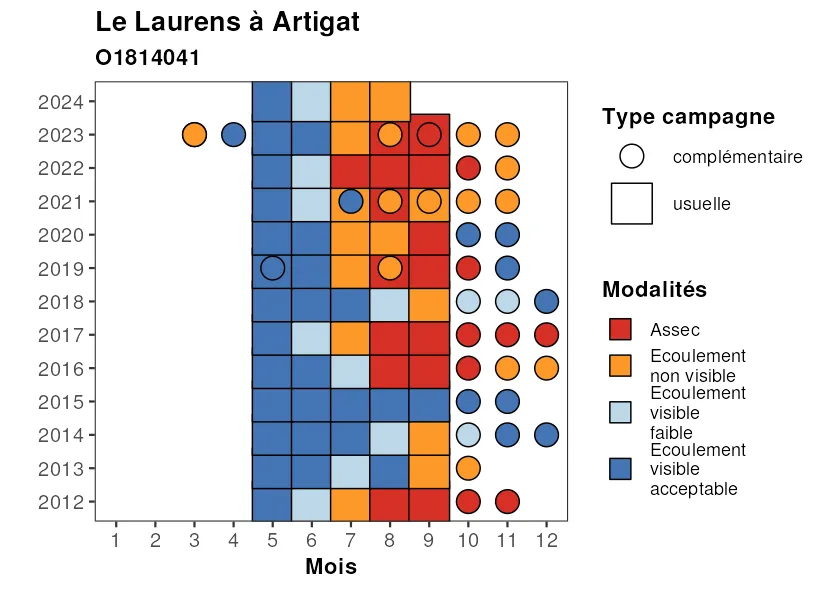 Le Laurens à Artigat
O1814041
2024
2023
2022
2021
2020
2019
2018
2017
2016
2015
2014
2013
2012
1 2 3 4 5 6 7 8 9 10 11 12
Mois
Type campagne
complémentaire
usuelle
Modalités
Assec
Ecoulement
non visible
Ecoulement
visible
faible
Ecoulement
visible
acceptable